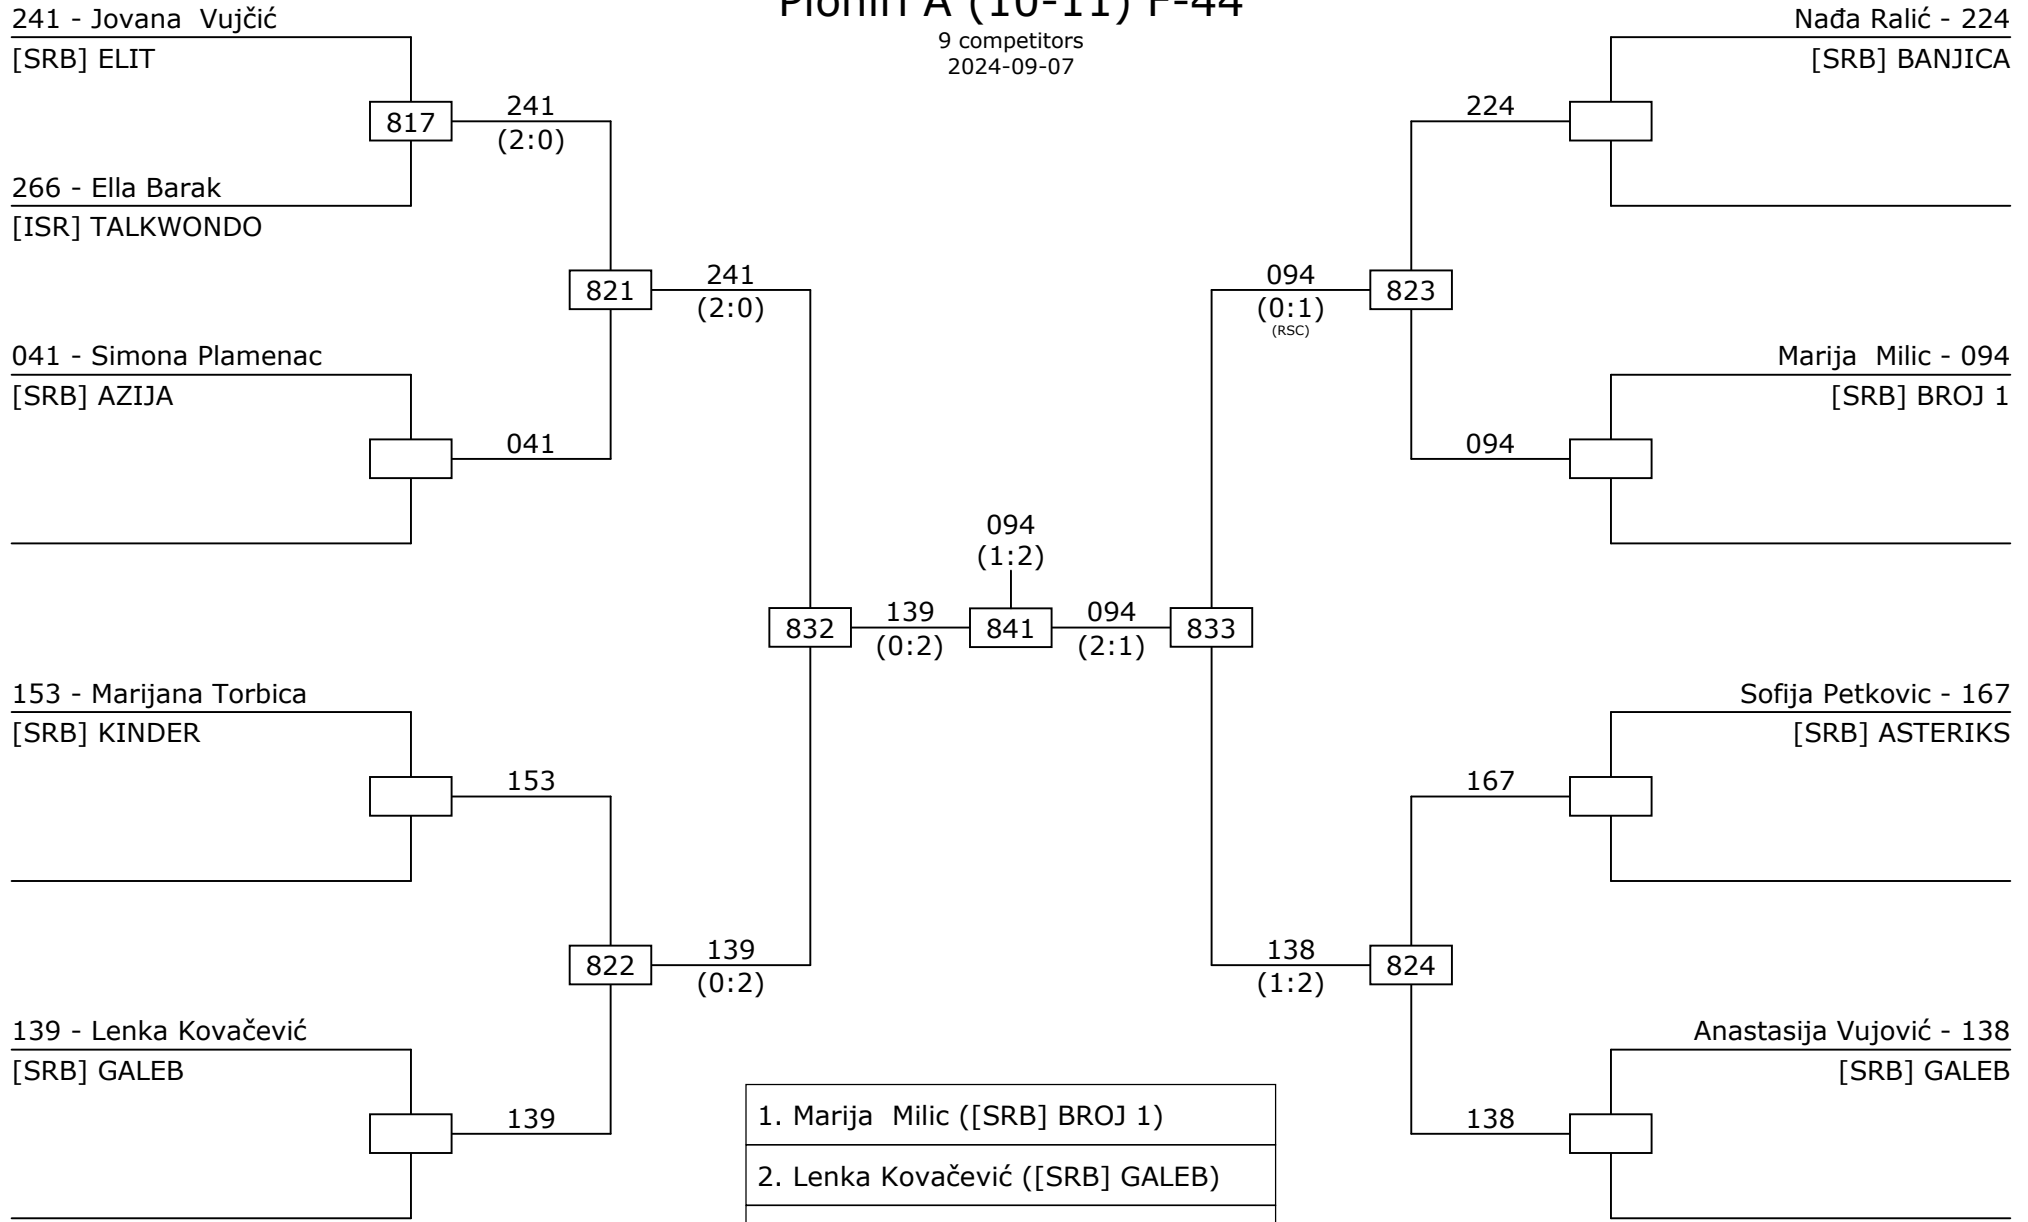 Pioniri A (10-11) F-44
9 competitors
2024-09-07
241 - Jovana  Vujčić
[SRB] ELIT
817
241
(2:0)
266 - Ella Barak
[ISR] TALKWONDO
821
241
(2:0)
041 - Simona Plamenac
[SRB] AZIJA
041
153 - Marijana Torbica
[SRB] KINDER
153
822
139
(0:2)
139 - Lenka Kovačević
[SRB] GALEB
139
832
139
(0:2)
094
(1:2)
841
094
(2:1)
833
Nađa Ralić - 224
[SRB] BANJICA
224
094
(0:1)
(RSC)
823
Marija  Milic - 094
[SRB] BROJ 1
094
Sofija Petkovic - 167
[SRB] ASTERIKS
167
138
(1:2)
824
Anastasija Vujović - 138
[SRB] GALEB
138
1. Marija  Milic ([SRB] BROJ 1)
2. Lenka Kovačević ([SRB] GALEB)